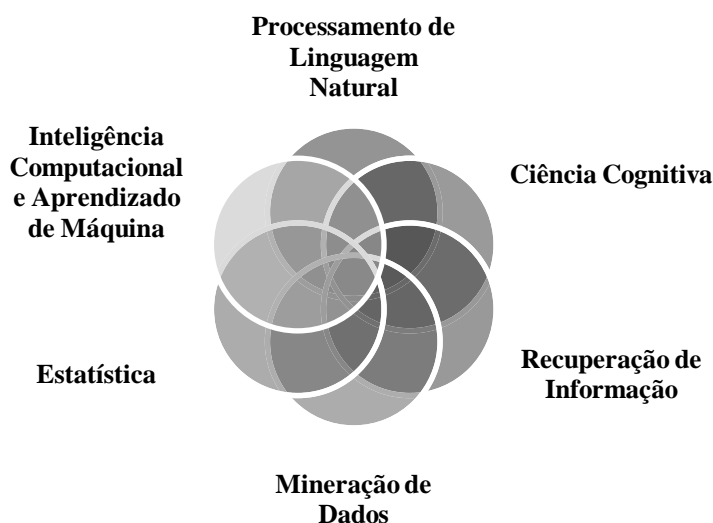 Processamento de
Linguagem
Natural
Inteligência
Computacional
e Aprendizado
de Máquina
Ciência Cognitiva
Estatística
Recuperação de
Informação
Mineração de
Dados